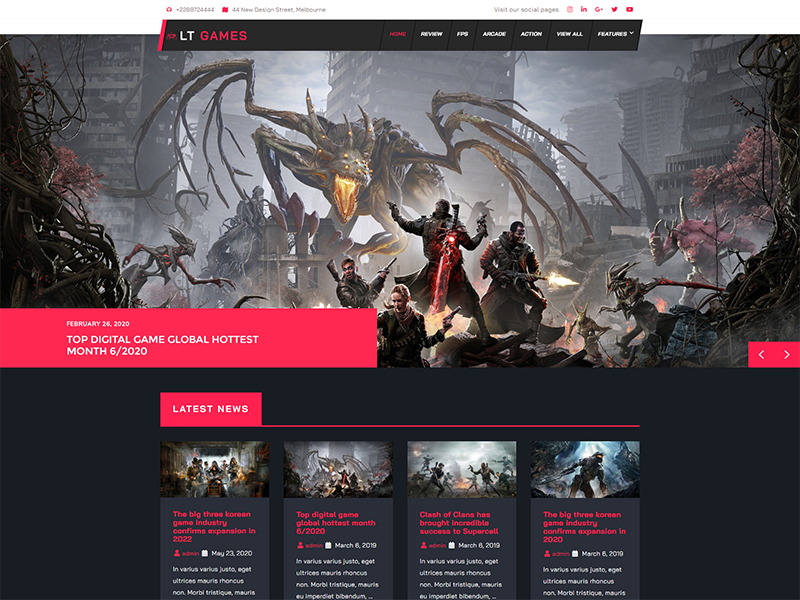 +2288724444 44 New Design Street, Melbourne Visit our social pages
LT GAMES HOME REVIEW FPS ARCADE ACTION VIEW ALL FEATURES
FEBRUARY 26, 2020
TOP DIGITAL GAME GLOBAL HOTTEST
MONTH 6/2020
LATEST NEWS
The big three korean
game industry
confirms expansion in
2022
admin May 23, 2020
In varius varius justo, eget
ultrices mauris rhoncus
non. Morbi tristique, mauris
Top digital game
global hottest month
6/2020
admin March 6, 2019
In varius varius justo, eget
ultrices mauris rhoncus
non. Morbi tristique, mauris
eu imperdiet bibendum, ...
Clash of Clans has
brought incredible
success to Supercell
admin March 6, 2019
In varius varius justo, eget
ultrices mauris rhoncus
non. Morbi tristique, mauris
eu imperdiet bibendum, ...
The big three korean
game industry
confirms expansion in
2020
admin March 6, 2019
In varius varius justo, eget
ultrices mauris rhoncus
non. Morbi tristique, mauris